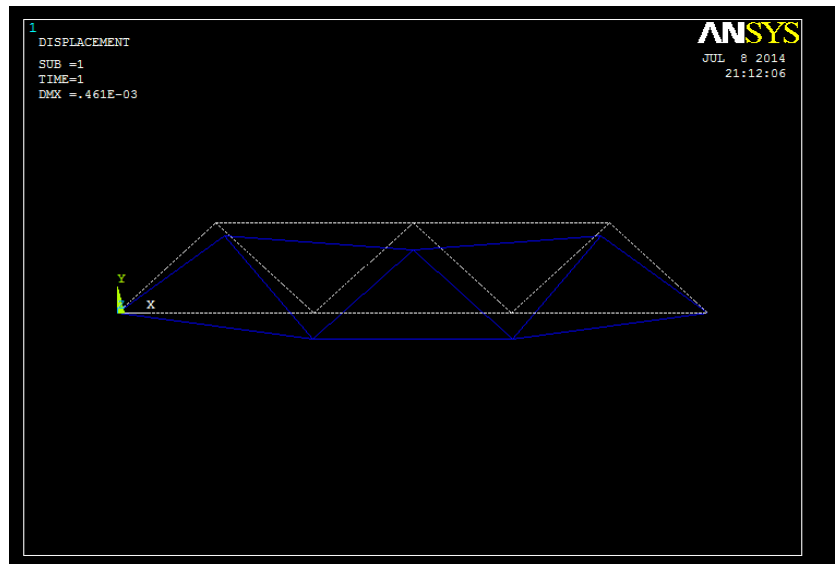 1
DISPLACEMENT
SUB =1
TIME=1
DMX =.461E-03
ANSYS
JUL 8 2014
21:12:06
Y
X